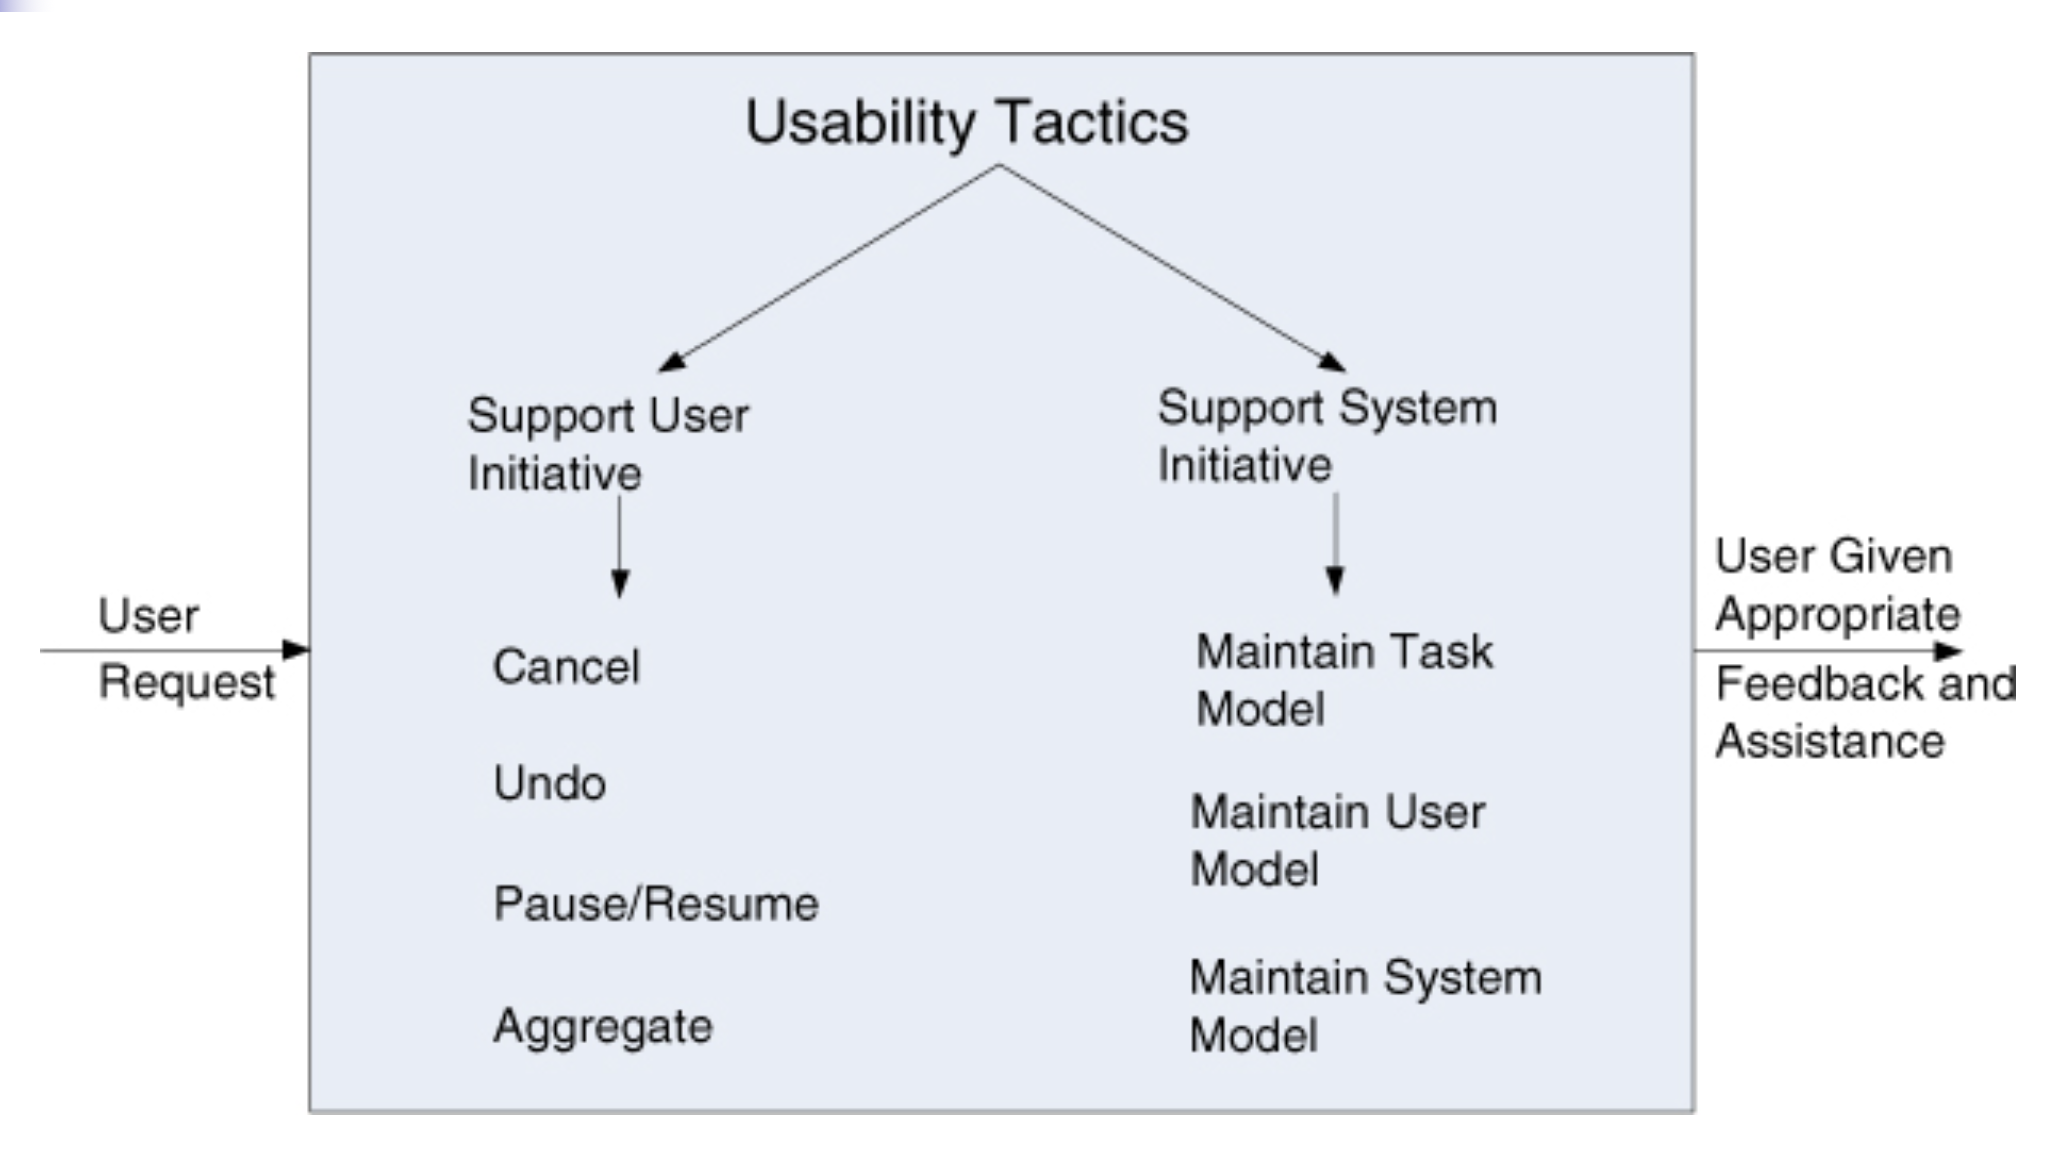 Usability Tactics
Support User
Initiative
Cancel
Undo
Pause/Resume
Aggregate
Support System
Initiative
Maintain Task
Model
Maintain User
Model
Maintain System
Model
User
Request
User Given
Appropriate
Feedback and
Assistance